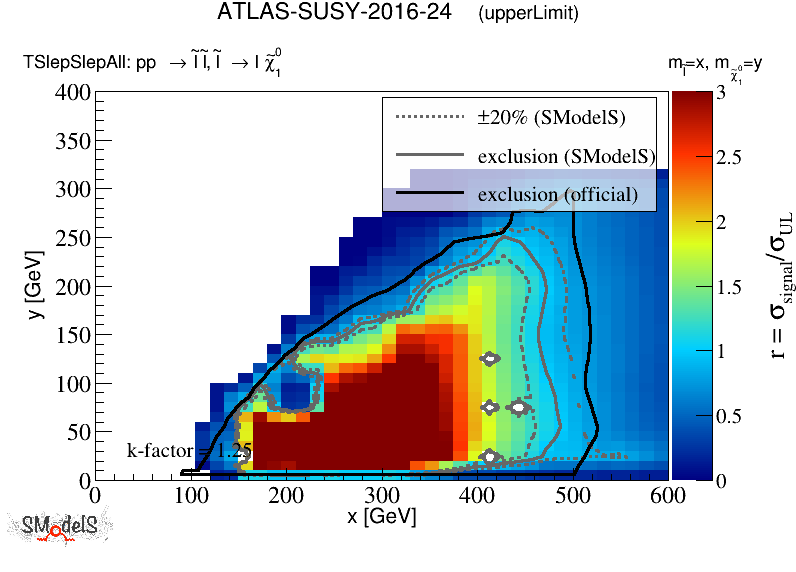 ATLAS-SUSY-2016-24 (upperLimit)
TSlepSlepAll: pp → l̃ l̃, l̃ → l χ̃₁⁰
m_l̃=x, m_χ̃₁⁰=y
±20% (SModelS)
exclusion (SModelS)
exclusion (official)
k-factor = 1.25
400
350
300
250
200
150
100
50
0
y [GeV]
0 100 200 300 400 500 600
x [GeV]
3
2.5
2
1.5
1
0.5
0
r = σ_signal/σ_UL
SModelS